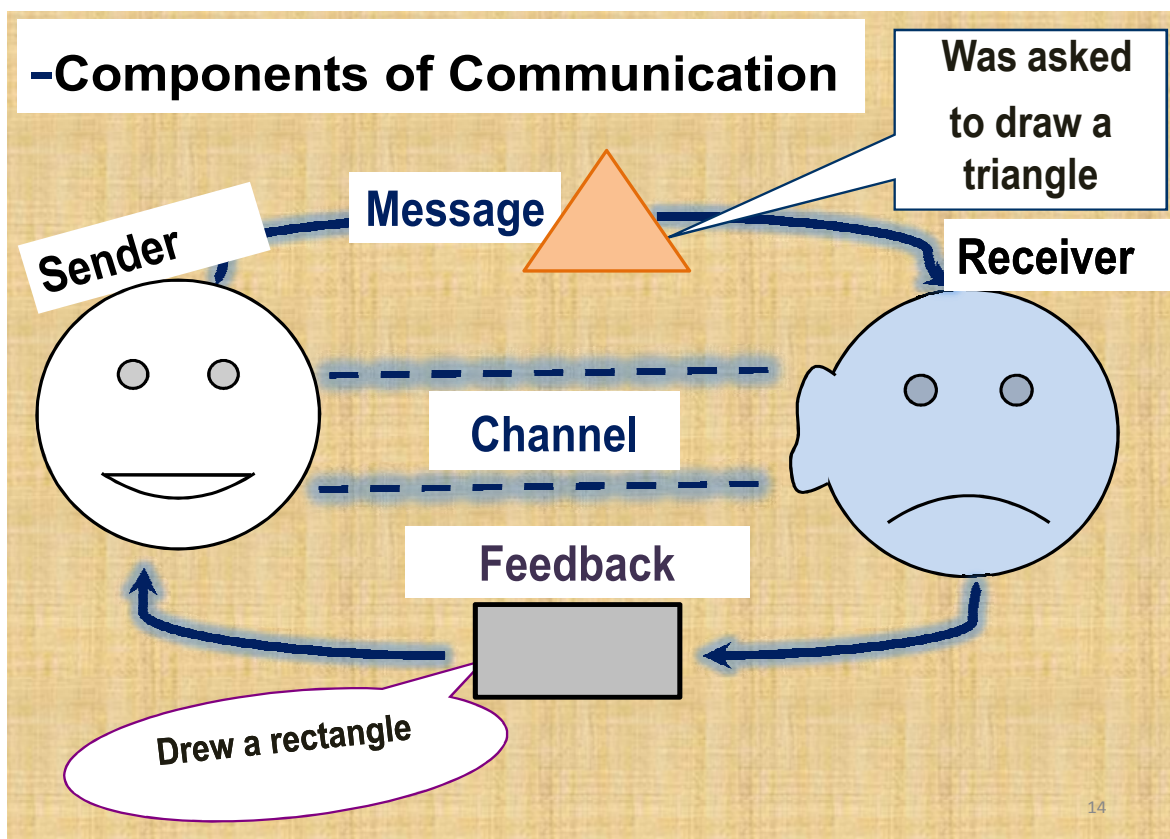 -Components of Communication
Was asked
to draw a
triangle
Message
Sender
Receiver
Channel
Feedback
Drew a rectangle
14